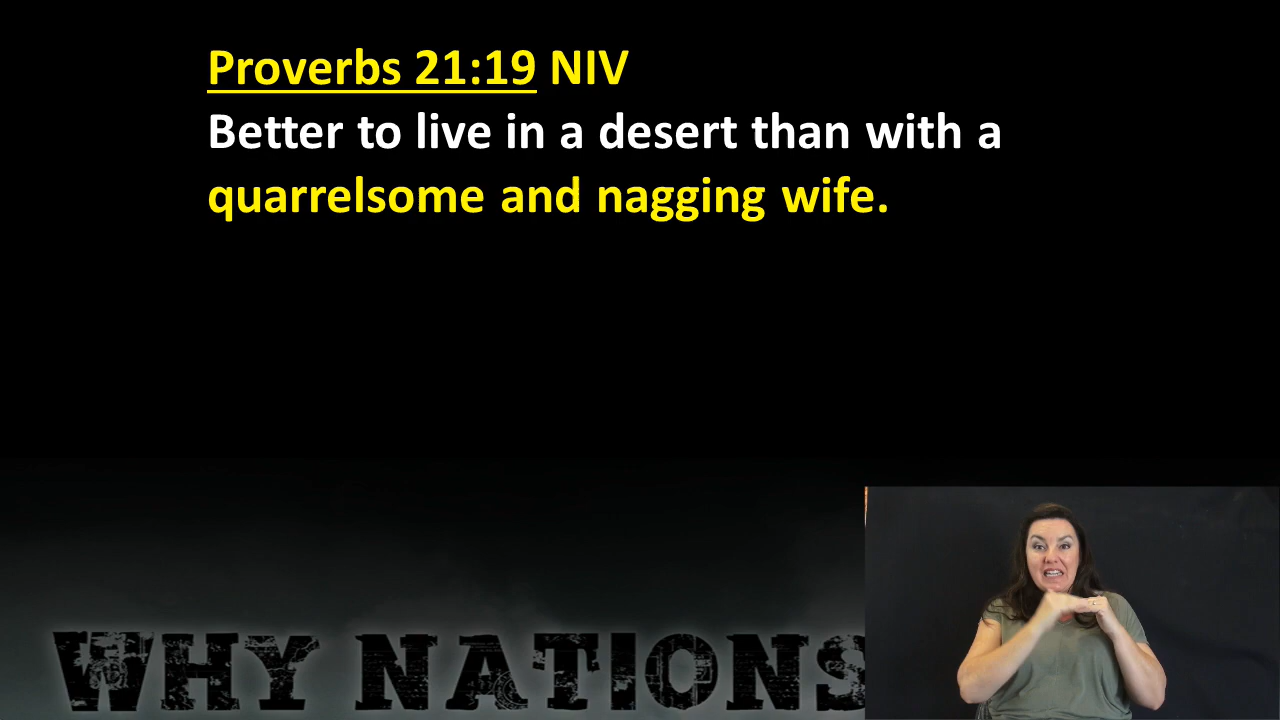 Proverbs 21:19 NIV
Better to live in a desert than with a
quarrelsome and nagging wife.
WHY NATIONS